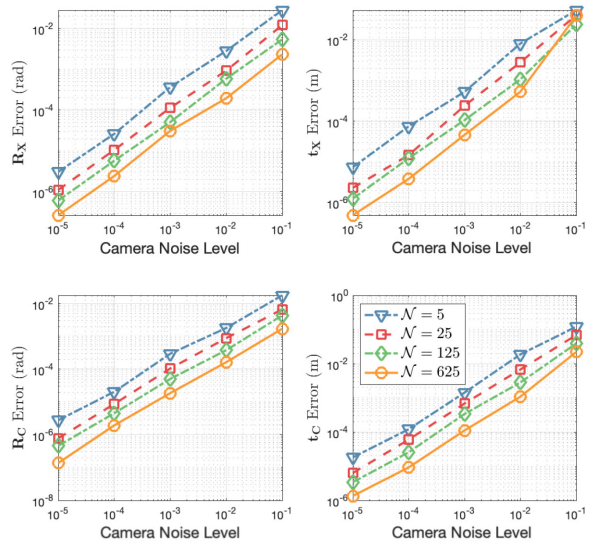 R_X Error (rad)
10^-2
10^-4
10^-6
10^-5 10^-4 10^-3 10^-2 10^-1
Camera Noise Level
t_X Error (m)
10^-2
10^-4
10^-6
10^-5 10^-4 10^-3 10^-2 10^-1
Camera Noise Level
R_C Error (rad)
10^-2
10^-4
10^-6
10^-8
10^-5 10^-4 10^-3 10^-2 10^-1
Camera Noise Level
t_C Error (m)
10^0
10^-2
10^-4
10^-6
10^-5 10^-4 10^-3 10^-2 10^-1
Camera Noise Level
𝒩 = 5
𝒩 = 25
𝒩 = 125
𝒩 = 625